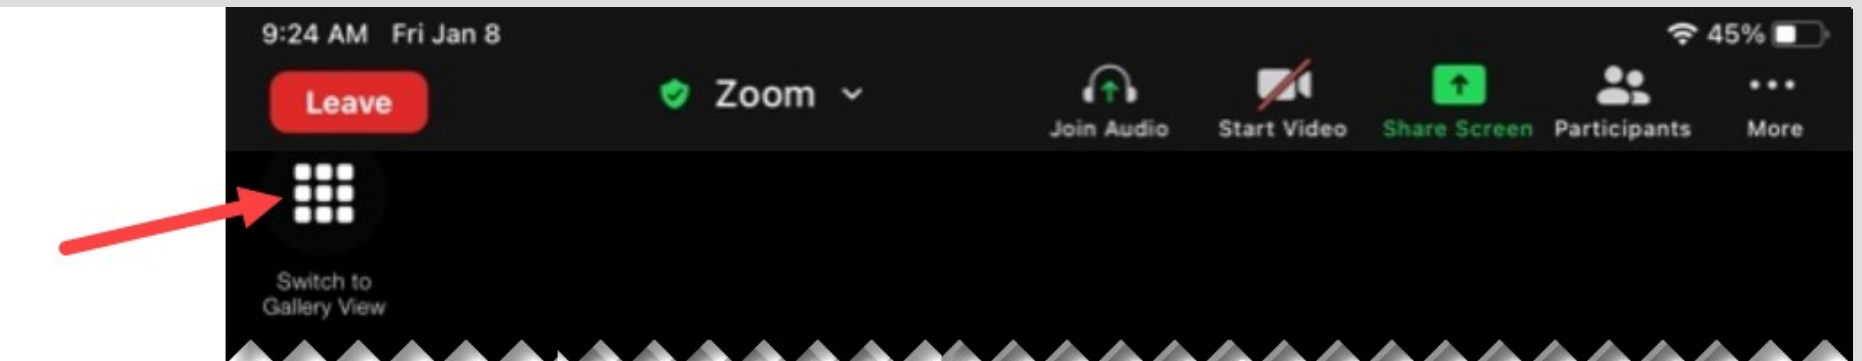 9:24 AM Fri Jan 8
45%
Leave
Zoom
Join Audio
Start Video
Share Screen
Participants
More
Switch to
Gallery View